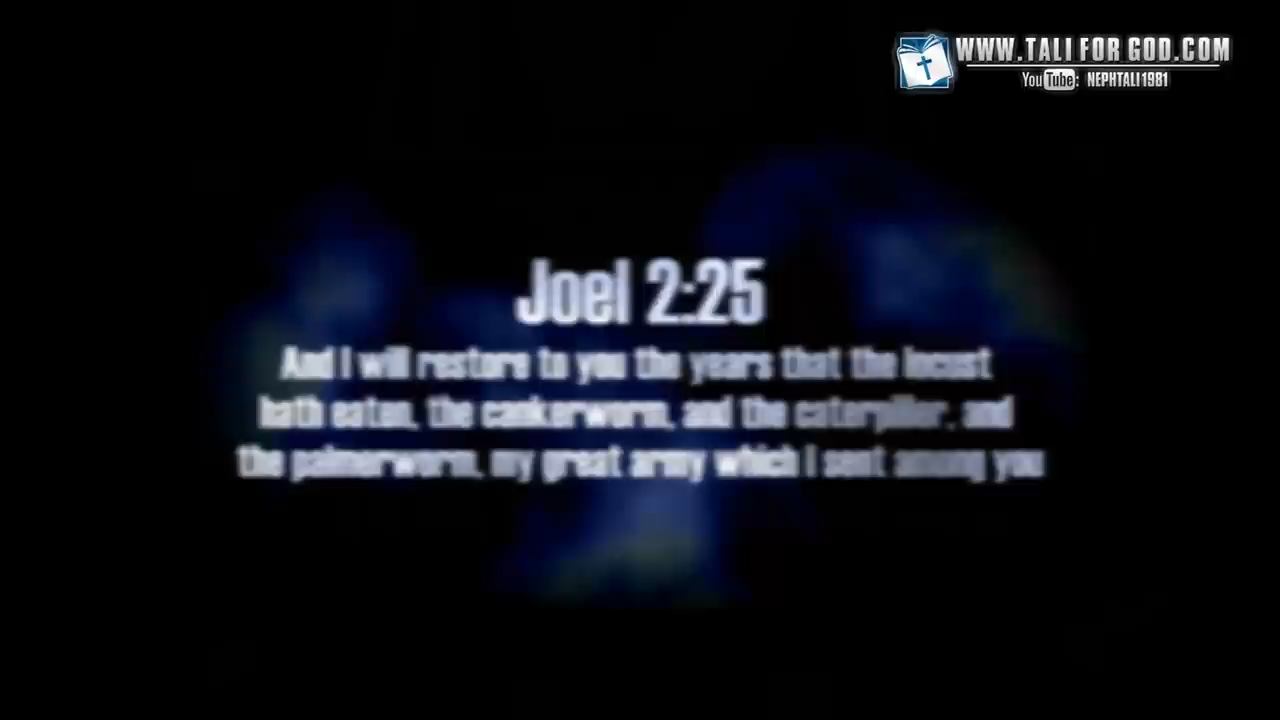 WWW.TALI FOR GOD.COM
YouTube: NEPHTALI1981
Joel 2:25
And I will restore to you the years that the locust
hath eaten, the cankerworm, and the caterpiller, and
the palmerworm, my great army which I sent among you